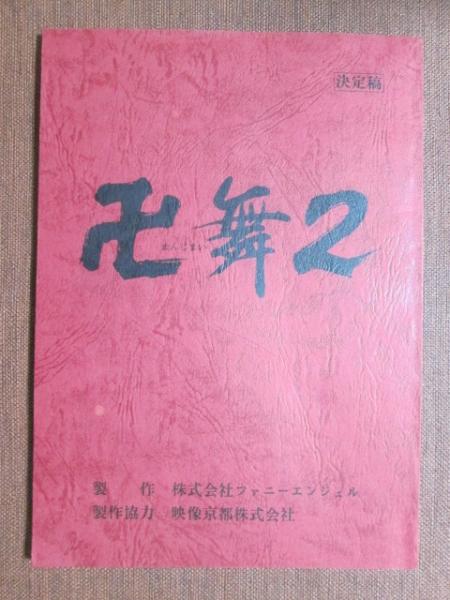 決定稿
卍舞2
まんじまい
製　作　株式会社ファニーエンジェル
製作協力　映像京都株式会社